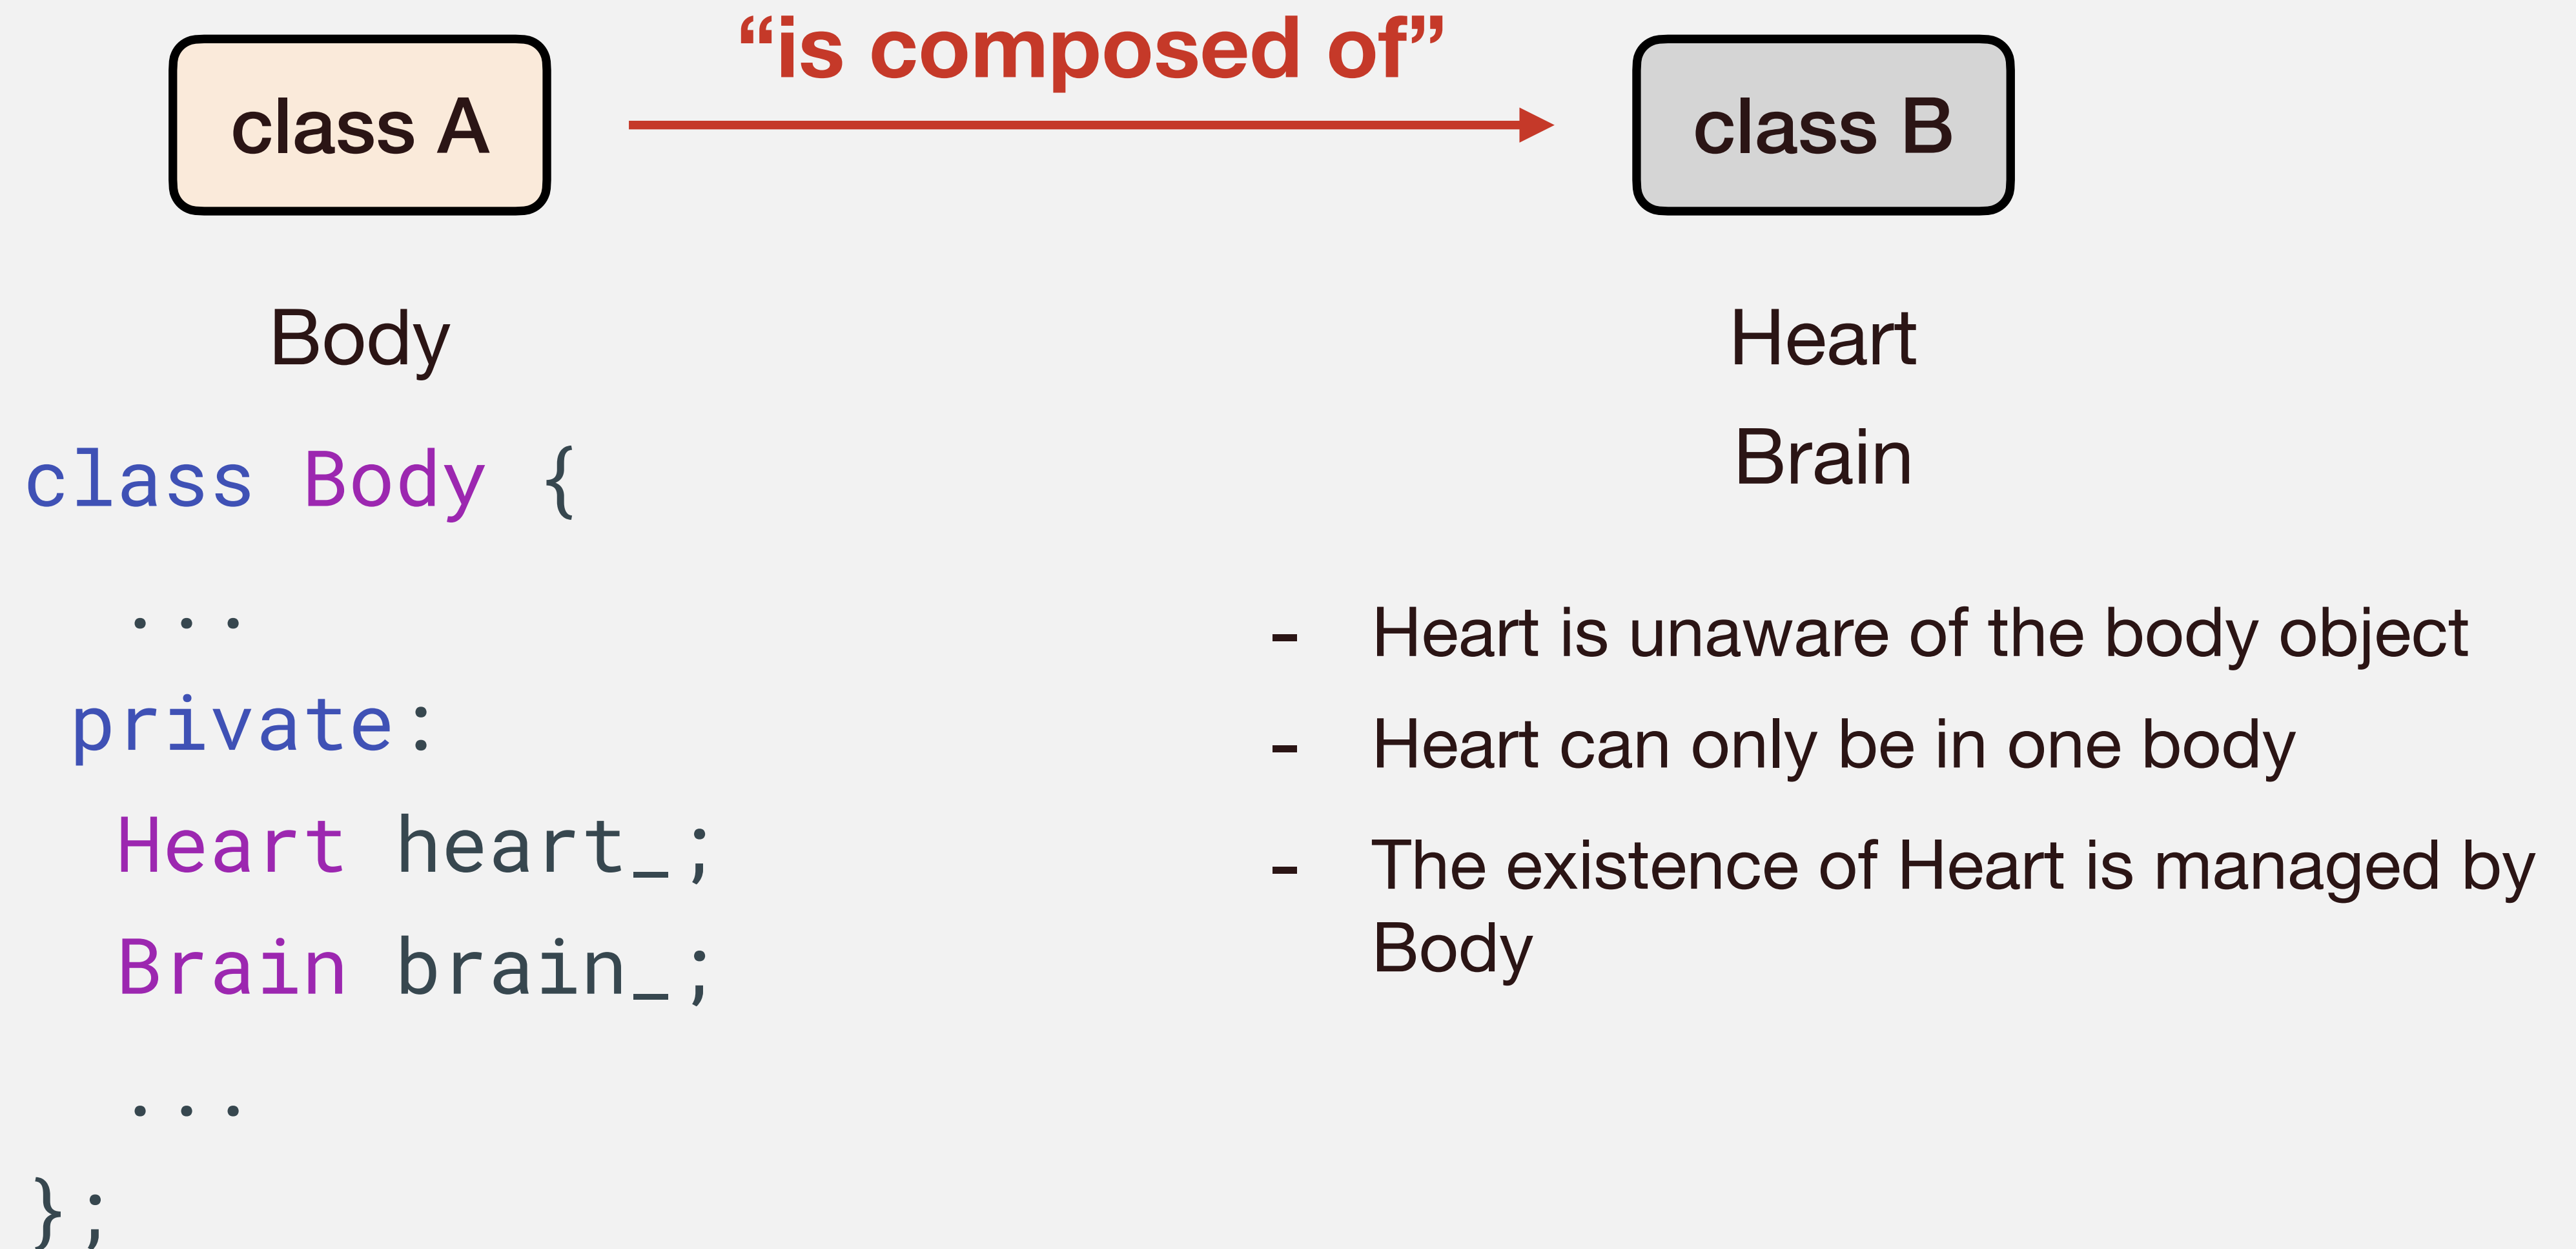 “is composed of”
class A
class B
Body
Heart
Brain
class Body {
...
private:
Heart heart_;
Brain brain_;
...
};
- Heart is unaware of the body object
- Heart can only be in one body
- The existence of Heart is managed by
Body